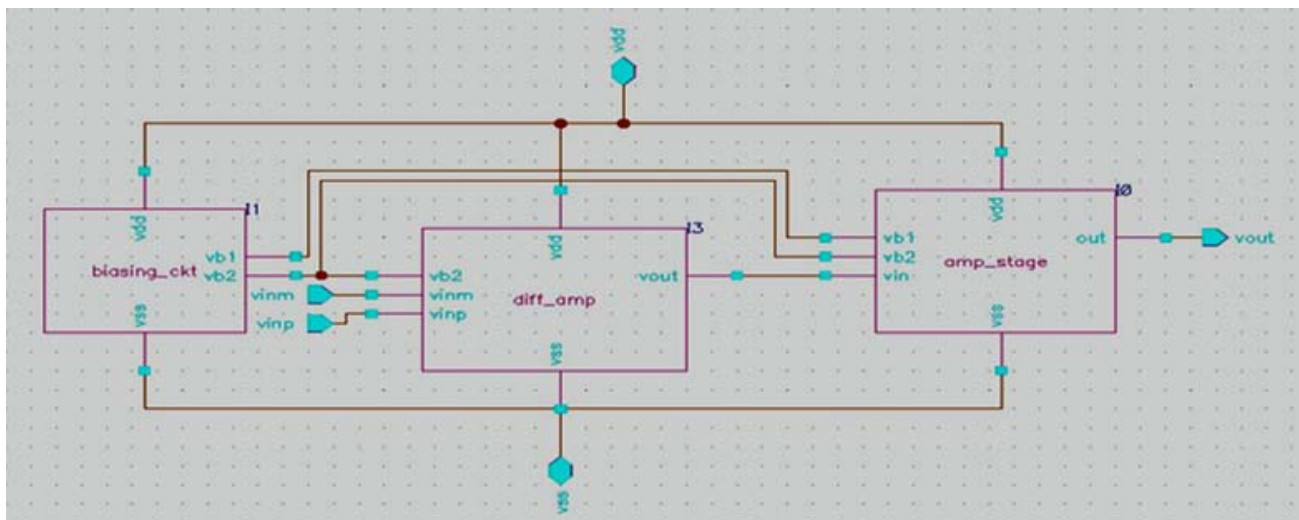 vdd
I1
vdd
vb1
biasing_ckt
vb2
vss
vinm
vinp
I3
vdd
vb2
vinm
vinp
diff_amp
vout
vss
I0
vdd
vb1
vb2
vin
amp_stage
out
vss
vout
vss